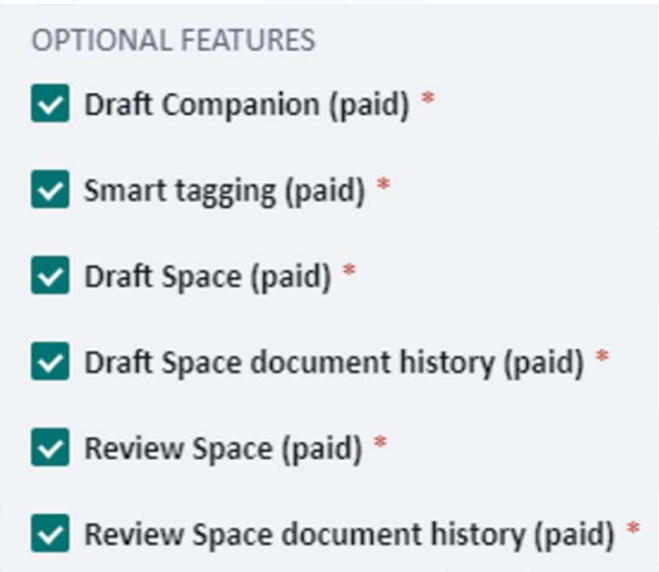 OPTIONAL FEATURES
Draft Companion (paid) *
Smart tagging (paid) *
Draft Space (paid) *
Draft Space document history (paid) *
Review Space (paid) *
Review Space document history (paid) *